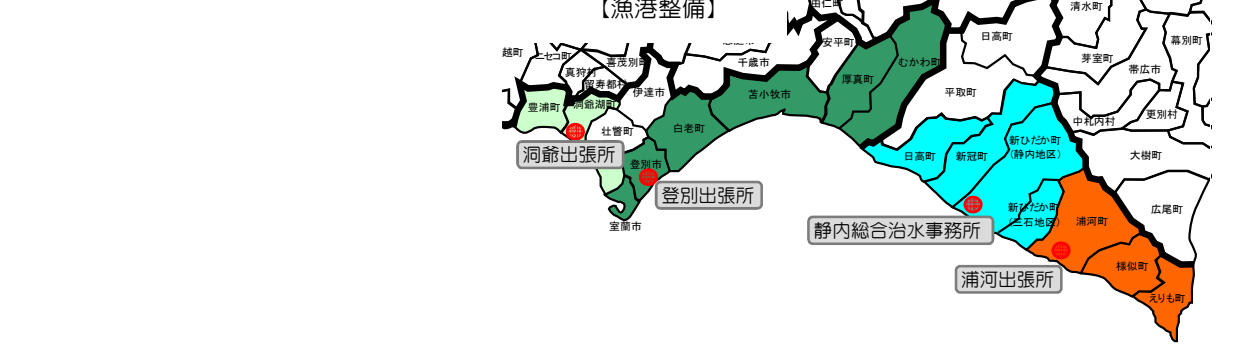 【漁港整備】
由仁町
清水町
日高町
幕別町
安平町
越町
ニセコ町
喜茂別町
千歳市
むかわ町
芽室町
帯広市
真狩村
留寿都村
厚真町
伊達市
苫小牧市
平取町
豊浦町
洞爺湖町
更別村
中札内村
壮瞥町
白老町
新ひだか町
(静内地区)
洞爺出張所
日高町
新冠町
大樹町
登別市
登別出張所
新ひだか町
(三石地区)
浦河町
広尾町
室蘭市
静内総合治水事務所
様似町
浦河出張所
えりも町